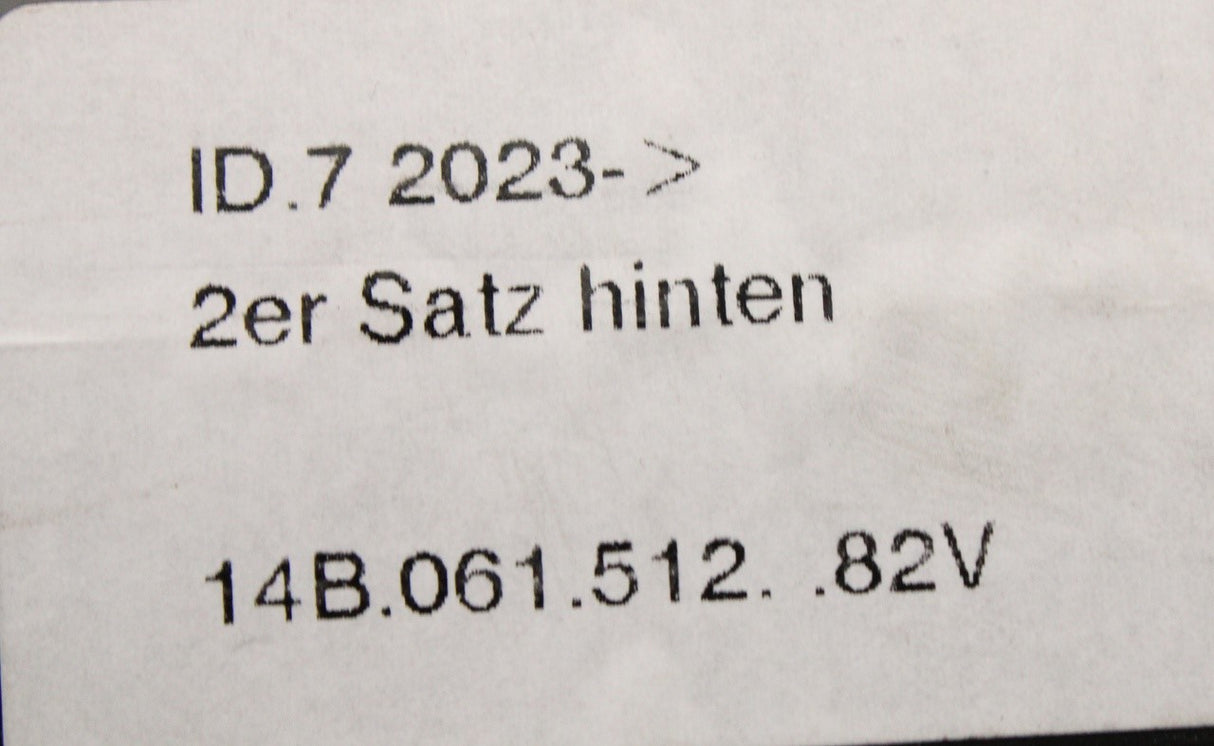 ID.7 2023->
2er Satz hinten
14B.061.512. .82V